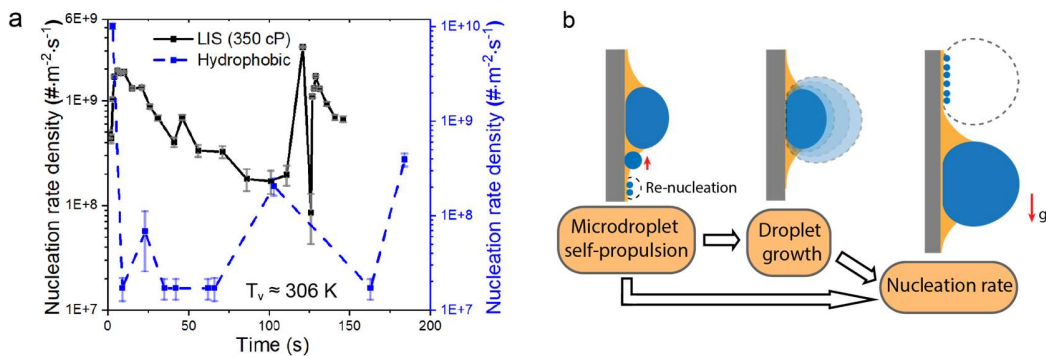 a
Nucleation rate density
(#·m⁻²·s⁻¹)
6E+9
1E+9
1E+8
1E+7
LIS (350 cP)
Hydrophobic
Tᵥ ≈ 306 K
0
50
100
150
200
Time (s)
1E+10
1E+9
1E+8
1E+7
Nucleation rate density (#·m⁻²·s⁻¹)
b
Re-nucleation
g
Microdroplet
self-propulsion
Droplet
growth
Nucleation rate